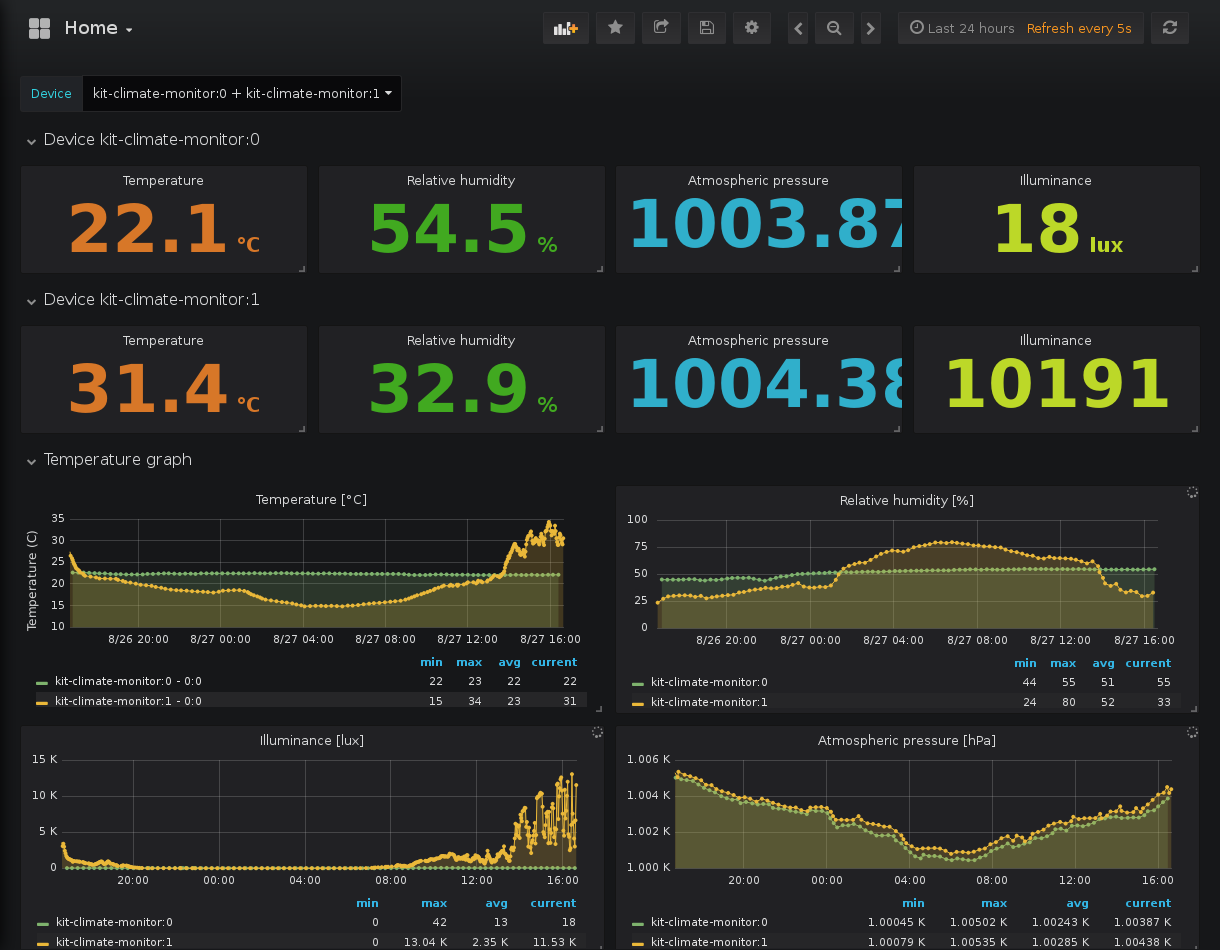 Home
Last 24 hours Refresh every 5s
Device kit-climate-monitor:0 + kit-climate-monitor:1
Device kit-climate-monitor:0
Temperature Relative humidity Atmospheric pressure Illuminance
22.1 °C 54.5 % 1003.87 18 lux
Device kit-climate-monitor:1
Temperature Relative humidity Atmospheric pressure Illuminance
31.4 °C 32.9 % 1004.38 10191
Temperature graph
Temperature [°C]
Temperature (C)
35
30
25
20
15
10
8/26 20:00 8/27 00:00 8/27 04:00 8/27 08:00 8/27 12:00 8/27 16:00
min max avg current
kit-climate-monitor:0 - 0:0 22 23 22 22
kit-climate-monitor:1 - 0:0 15 34 23 31
Relative humidity [%]
100
75
50
25
0
8/26 20:00 8/27 00:00 8/27 04:00 8/27 08:00 8/27 12:00 8/27 16:00
min max avg current
kit-climate-monitor:0 44 55 51 55
kit-climate-monitor:1 24 80 52 33
Illuminance [lux]
15 K
10 K
5 K
0
20:00 00:00 04:00 08:00 12:00 16:00
min max avg current
kit-climate-monitor:0 0 42 13 18
kit-climate-monitor:1 0 13.04 K 2.35 K 11.53 K
Atmospheric pressure [hPa]
1.006 K
1.004 K
1.002 K
1.000 K
20:00 00:00 04:00 08:00 12:00 16:00
min max avg current
kit-climate-monitor:0 1.00045 K 1.00502 K 1.00243 K 1.00387 K
kit-climate-monitor:1 1.00079 K 1.00535 K 1.00285 K 1.00438 K